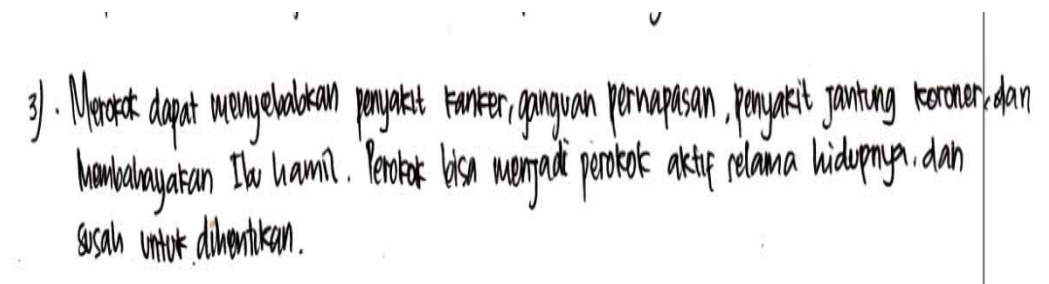 3). Merokok dapat menyebabkan penyakit kanker, ganguan pernapasan, penyakit jantung koroner, dan
membahayakan Ibu hamil. Perokok bisa menjadi perokok aktif selama hidupnya, dan
susah untuk dihentikan.